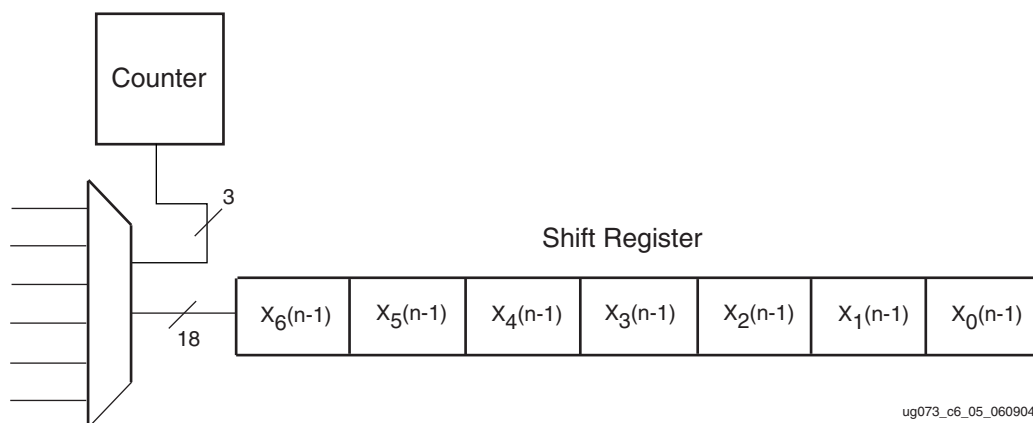 Counter
3
Shift Register
X6(n-1) X5(n-1) X4(n-1) X3(n-1) X2(n-1) X1(n-1) X0(n-1)
18
ug073_c6_05_060904